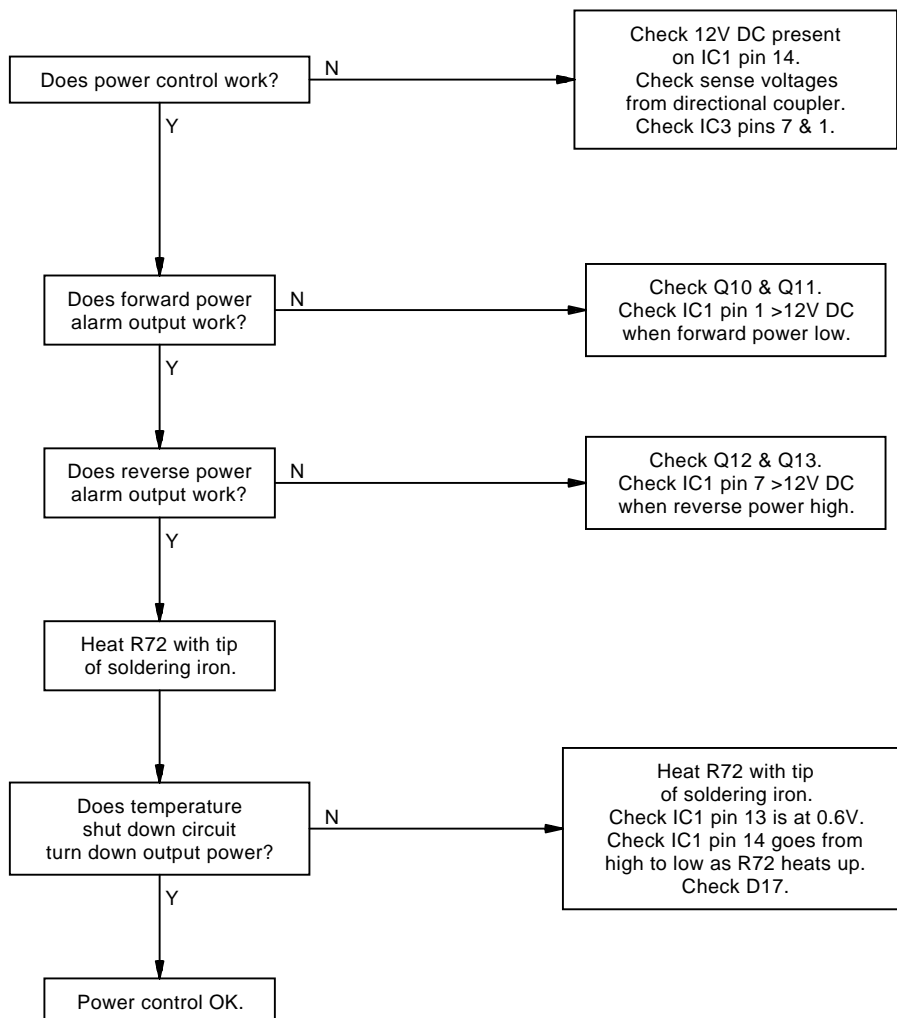 Does power control work?
N
Check 12V DC present
on IC1 pin 14.
Check sense voltages
from directional coupler.
Check IC3 pins 7 & 1.
Y
Does forward power
alarm output work?
N
Check Q10 & Q11.
Check IC1 pin 1 >12V DC
when forward power low.
Y
Does reverse power
alarm output work?
N
Check Q12 & Q13.
Check IC1 pin 7 >12V DC
when reverse power high.
Y
Heat R72 with tip
of soldering iron.
Does temperature
shut down circuit
turn down output power?
N
Heat R72 with tip
of soldering iron.
Check IC1 pin 13 is at 0.6V.
Check IC1 pin 14 goes from
high to low as R72 heats up.
Check D17.
Y
Power control OK.